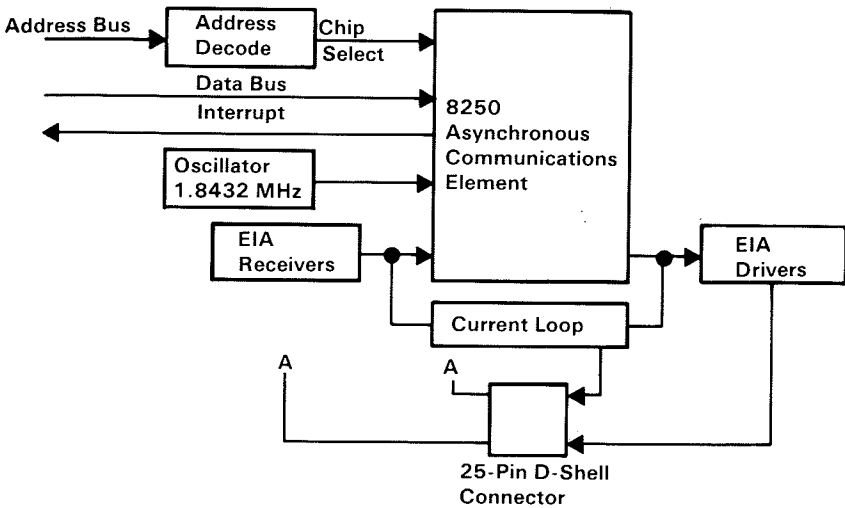 Address Bus
Address
Decode
Chip
Select
Data Bus
Interrupt
8250
Asynchronous
Communications
Element
Oscillator
1.8432 MHz
EIA
Receivers
EIA
Drivers
Current Loop
A
A
25-Pin D-Shell
Connector